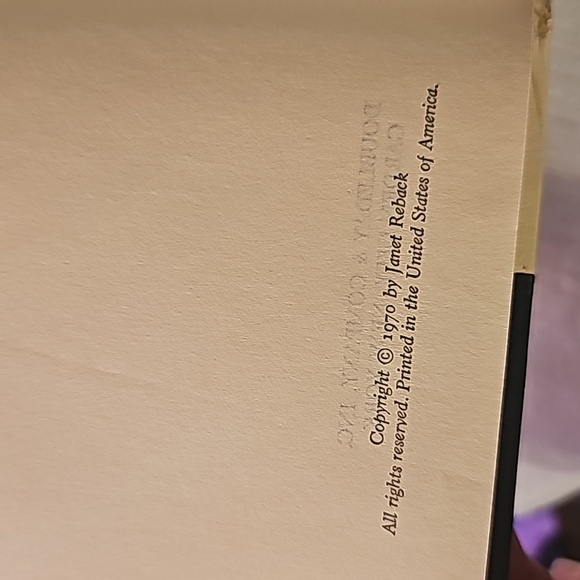 Copyright © 1970 by Janet Reback
All rights reserved. Printed in the United States of America.